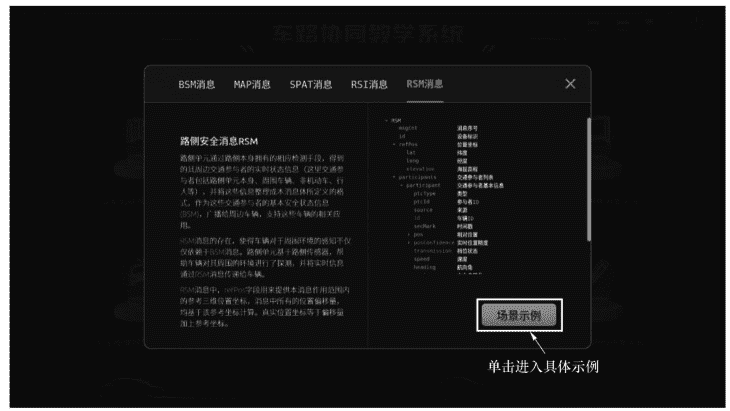 车路协同教学系统
BSM消息 MAP消息 SPAT消息 RSI消息 RSM消息
路侧安全消息RSM
路侧单元通过路侧本身拥有的相应检测手段，得到
的其周边交通参与者的实时状态信息（这里交通参
与者包括路侧单元本身、周围车辆、非机动车、行
人等），并将这些信息整理成本消息体所定义的格
式，作为这些交通参与者的基本安全状态信息
(BSM)，广播给周边车辆，支持这些车辆的相关应
用。
RSM消息的存在，使得车辆对于周围环境的感知不仅
仅依赖于BSM消息。路侧单元基于路侧传感器，帮
助车辆对其周围的环境进行了探测，并将实时信息
通过RSM消息传递给车辆。
RSM消息中，refPos字段用来提供本消息作用范围内
的参考三维位置坐标，消息中所有的位置偏移量，
均基于该参考坐标计算。真实位置坐标等于偏移量
加上参考坐标。
RSM
msgCnt 消息序号
id 设备标识
refPos 位置坐标
lat 纬度
long 经度
elevation 海拔高程
participants 交通参与者列表
participant 交通参与者基本信息
ptcType 类型
ptcId 参与者ID
source 来源
id 车辆ID
secMark 时间戳
pos 相对位置
posConfidence 实时位置精度
transmission 档位状态
speed 速度
heading 航向角
场景示例
单击进入具体示例